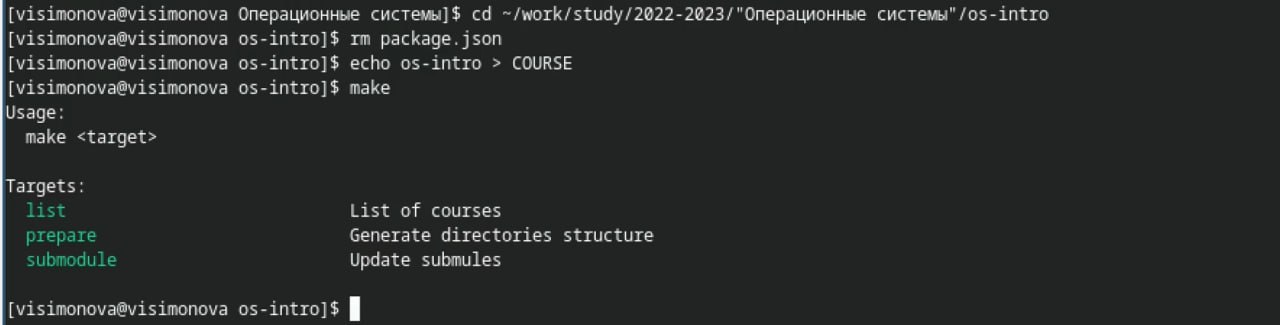 [visimonova@visimonova Операционные системы]$ cd ~/work/study/2022-2023/"Операционные системы"/os-intro
[visimonova@visimonova os-intro]$ rm package.json
[visimonova@visimonova os-intro]$ echo os-intro > COURSE
[visimonova@visimonova os-intro]$ make
Usage:
  make <target>

Targets:
  list                            List of courses
  prepare                         Generate directories structure
  submodule                       Update submules

[visimonova@visimonova os-intro]$